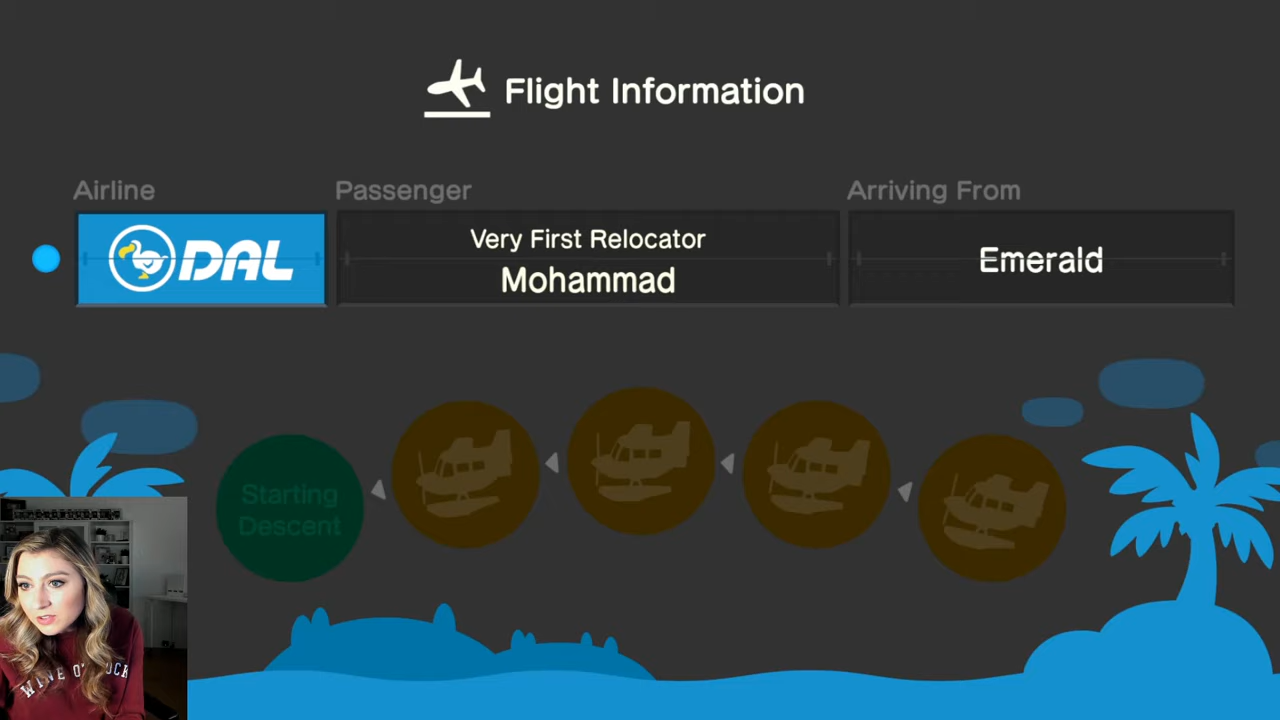 Flight Information
Airline
Passenger
Arriving From
DAL
Very First Relocator
Mohammad
Emerald
Starting
Descent